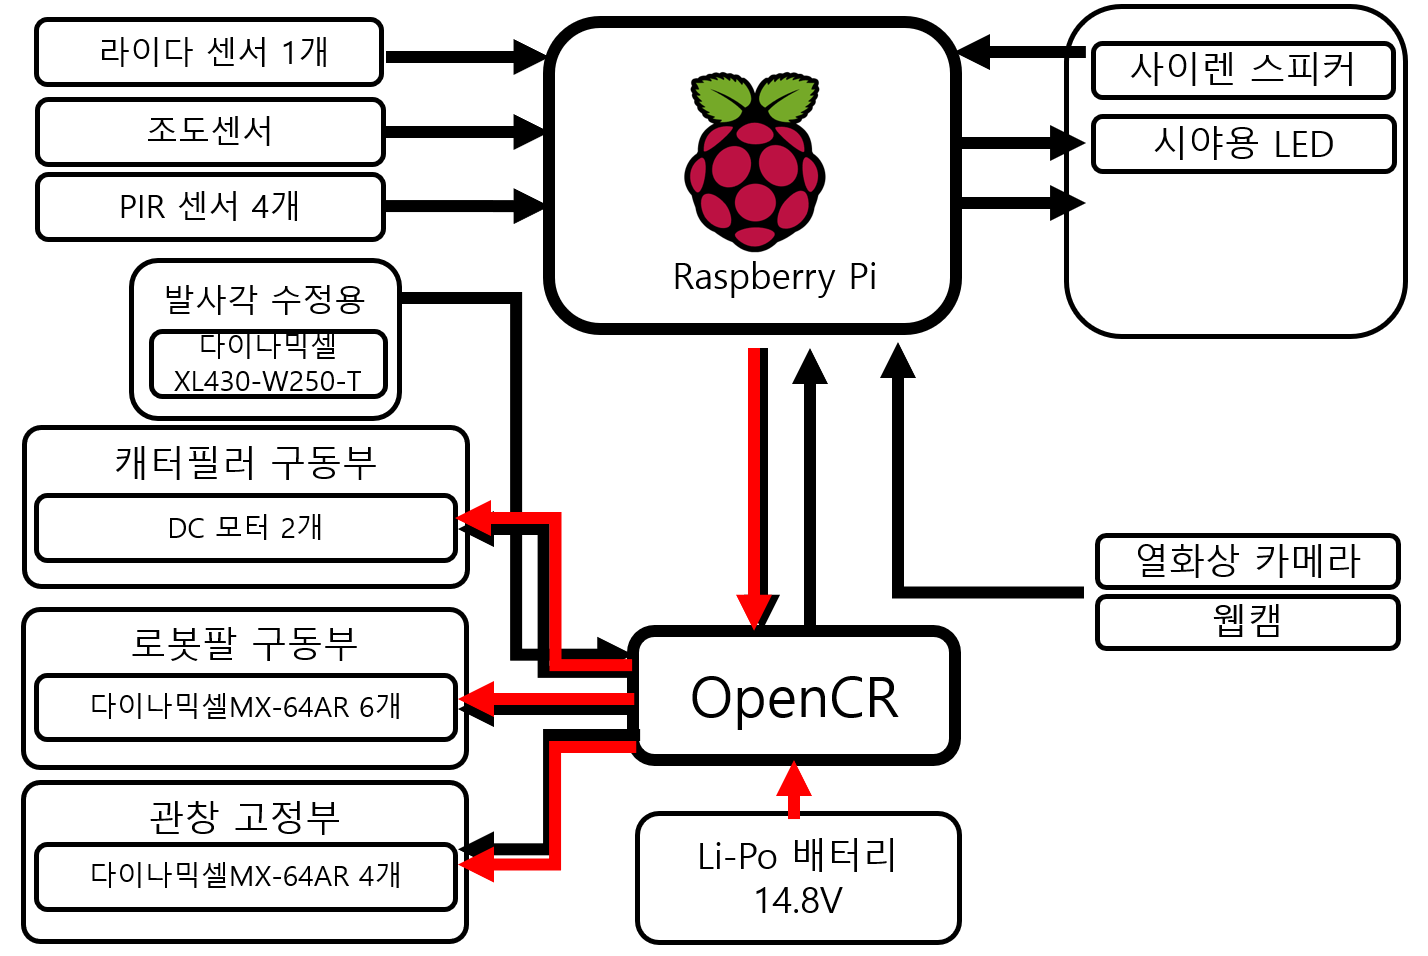 라이다 센서 1개
조도센서
PIR 센서 4개
Raspberry Pi
사이렌 스피커
시야용 LED
발사각 수정용
다이나믹셀
XL430-W250-T
캐터필러 구동부
DC 모터 2개
로봇팔 구동부
다이나믹셀MX-64AR 6개
관창 고정부
다이나믹셀MX-64AR 4개
열화상 카메라
웹캠
OpenCR
Li-Po 배터리
14.8V